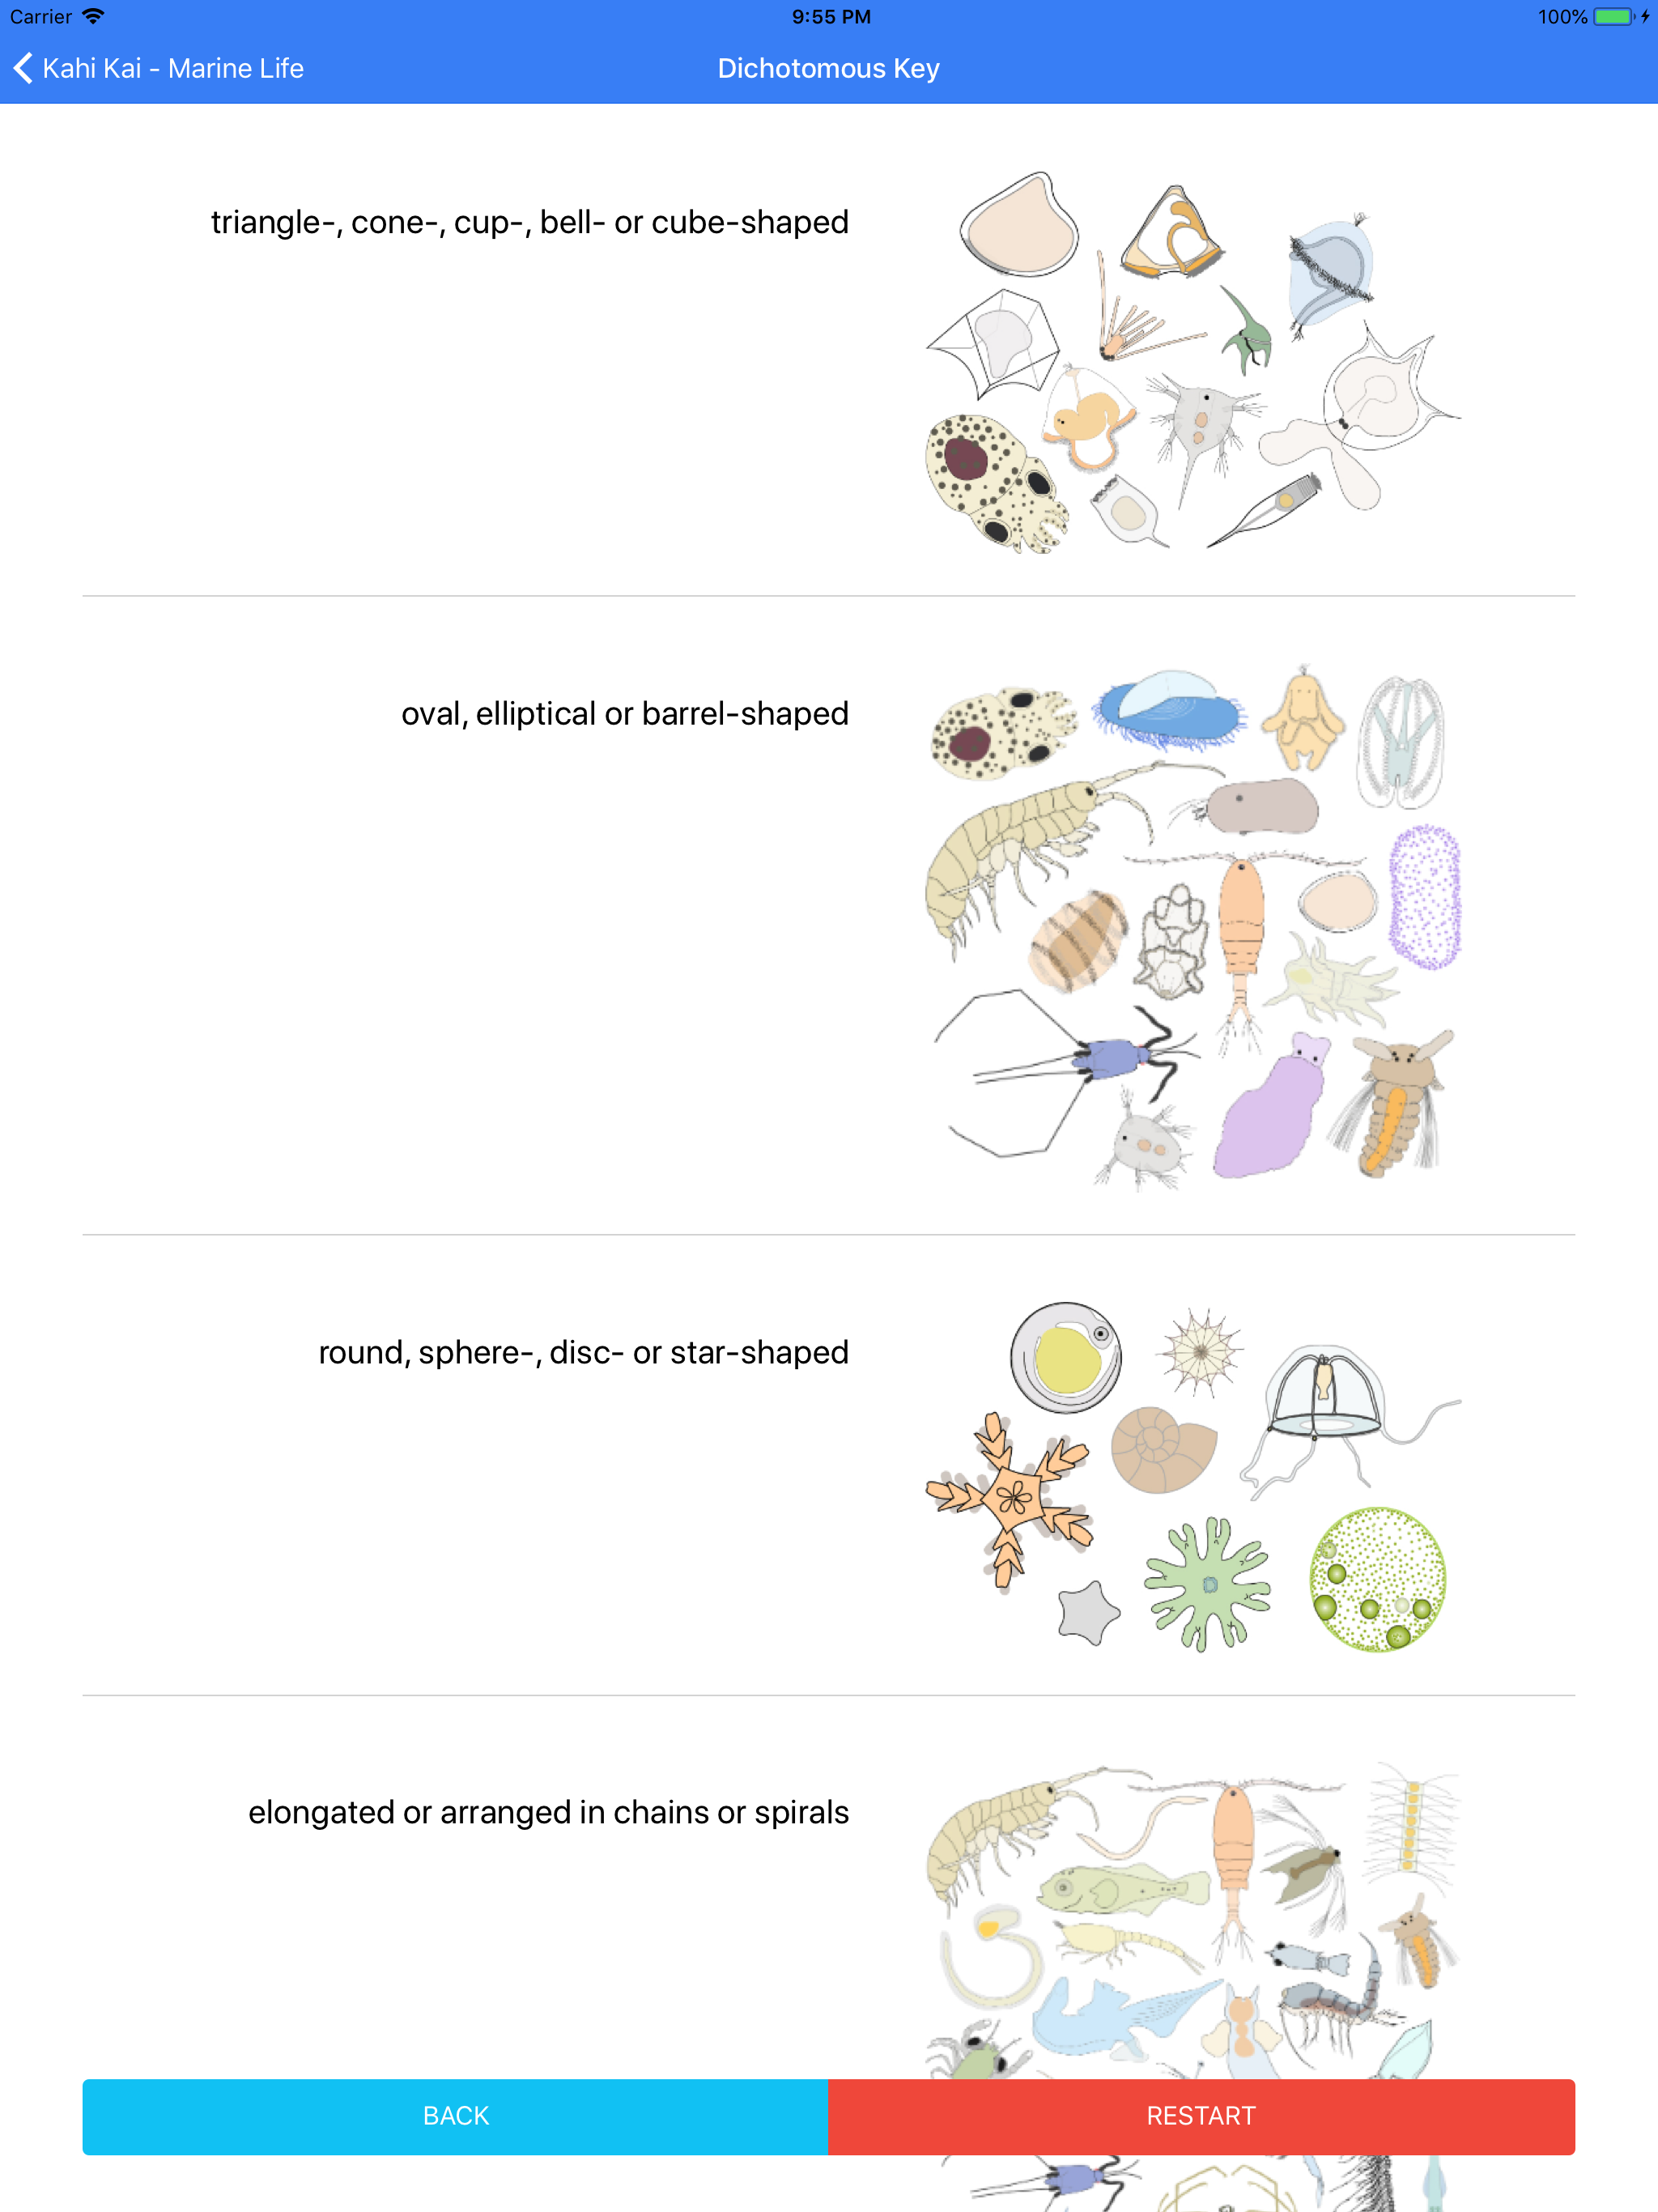 Carrier 9:55 PM 100%
Kahi Kai - Marine Life Dichotomous Key
triangle-, cone-, cup-, bell- or cube-shaped
oval, elliptical or barrel-shaped
round, sphere-, disc- or star-shaped
elongated or arranged in chains or spirals
BACK RESTART